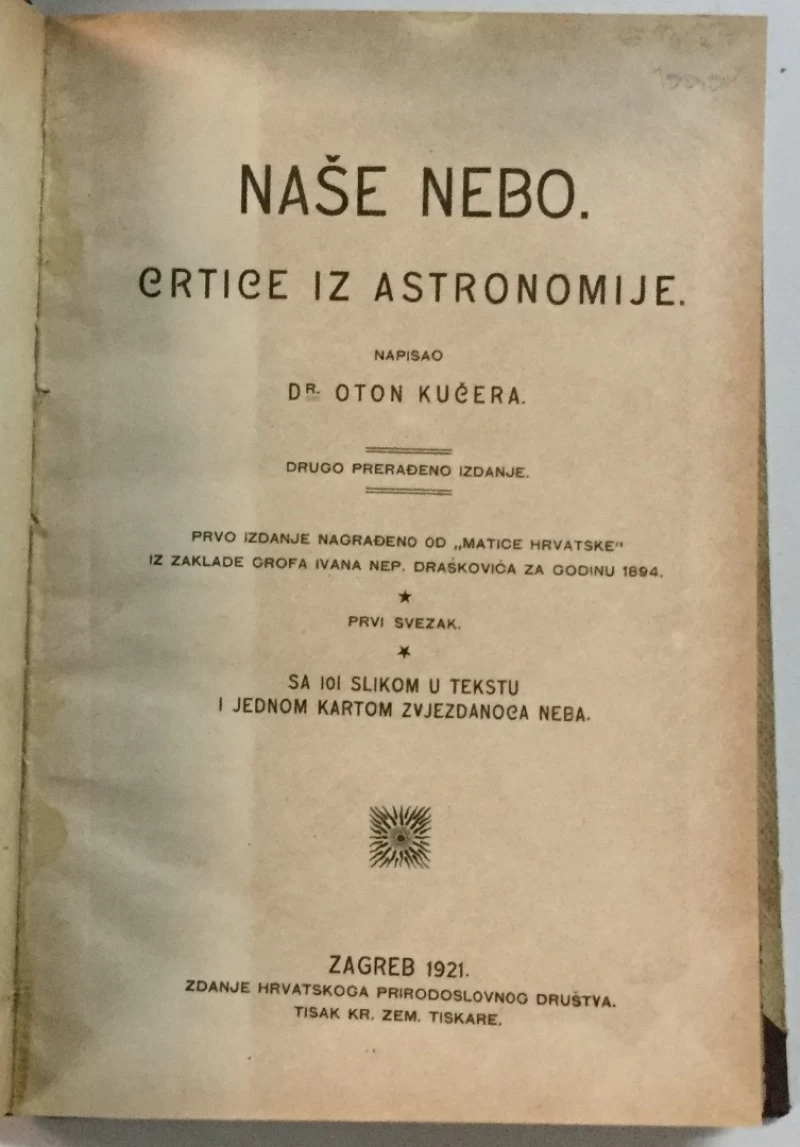 NAŠE NEBO.
CRTICE IZ ASTRONOMIJE.
NAPISAO
DR. OTON KUČERA.
DRUGO PRERAĐENO IZDANJE.
PRVO IZDANJE NAGRAĐENO OD „MATICE HRVATSKE"
IZ ZAKLADE GROFA IVANA NEP. DRAŠKOVIĆA ZA GODINU 1894.
PRVI SVEZAK.
SA 101 SLIKOM U TEKSTU
I JEDNOM KARTOM ZVJEZDANOGA NEBA.
ZAGREB 1921.
ZDANJE HRVATSKOGA PRIRODOSLOVNOG DRUŠTVA.
TISAK KR. ZEM. TISKARE.